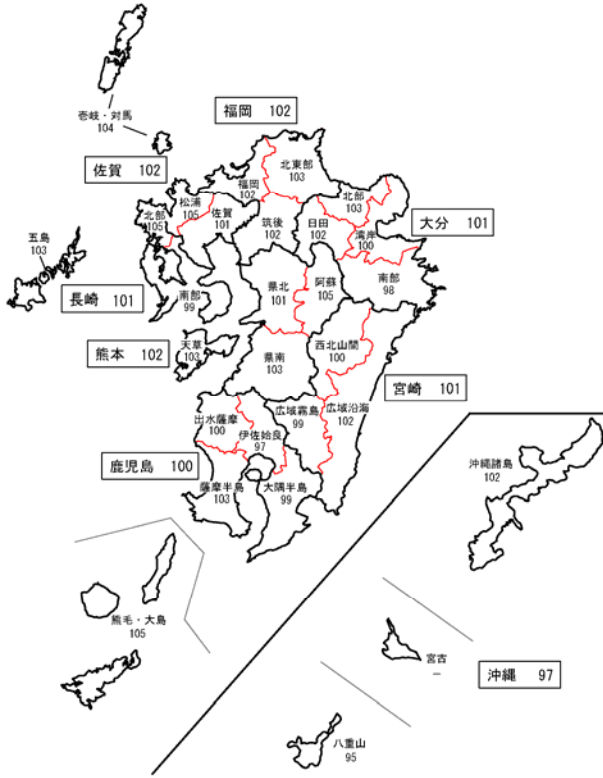 壱岐・対馬
104
福岡 102
佐賀 102
北東部
103
福岡
102
松浦
105
北部
105
佐賀
101
筑後
102
日田
102
北部
103
湾岸
100
大分 101
五島
103
長崎 101
南部
99
県北
101
阿蘇
105
南部
98
熊本 102
天草
103
県南
103
西北山間
100
宮崎 101
広域沿海
102
広域霧島
99
出水薩摩
100
伊佐姶良
97
鹿児島 100
薩摩半島
103
大隅半島
99
熊毛・大島
105
沖縄諸島
102
宮古
－
沖縄 97
八重山
95